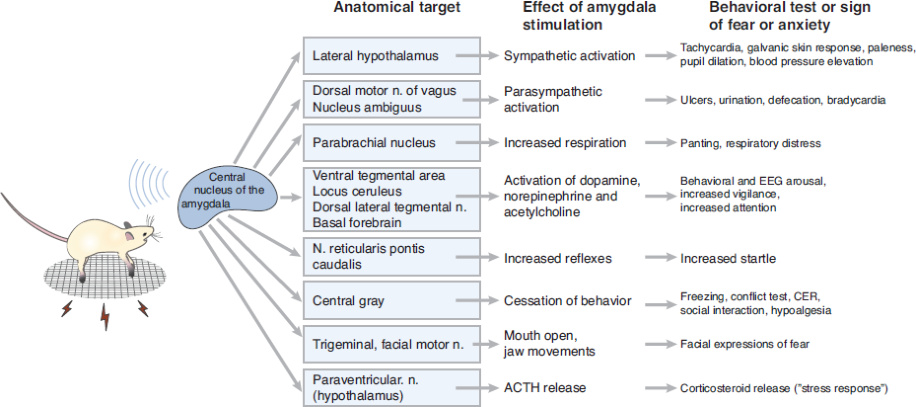 Anatomical target
Effect of amygdala
stimulation
Behavioral test or sign
of fear or anxiety
Central
nucleus of the
amygdala
Lateral hypothalamus
Sympathetic activation
Tachycardia, galvanic skin response, paleness,
pupil dilation, blood pressure elevation
Dorsal motor n. of vagus
Nucleus ambiguus
Parasympathetic
activation
Ulcers, urination, defecation, bradycardia
Parabrachial nucleus
Increased respiration
Panting, respiratory distress
Ventral tegmental area
Locus ceruleus
Dorsal lateral tegmental n.
Basal forebrain
Activation of dopamine,
norepinephrine and
acetylcholine
Behavioral and EEG arousal,
increased vigilance,
increased attention
N. reticularis pontis
caudalis
Increased reflexes
Increased startle
Central gray
Cessation of behavior
Freezing, conflict test, CER,
social interaction, hypoalgesia
Trigeminal, facial motor n.
Mouth open,
jaw movements
Facial expressions of fear
Paraventricular. n.
(hypothalamus)
ACTH release
Corticosteroid release ("stress response")